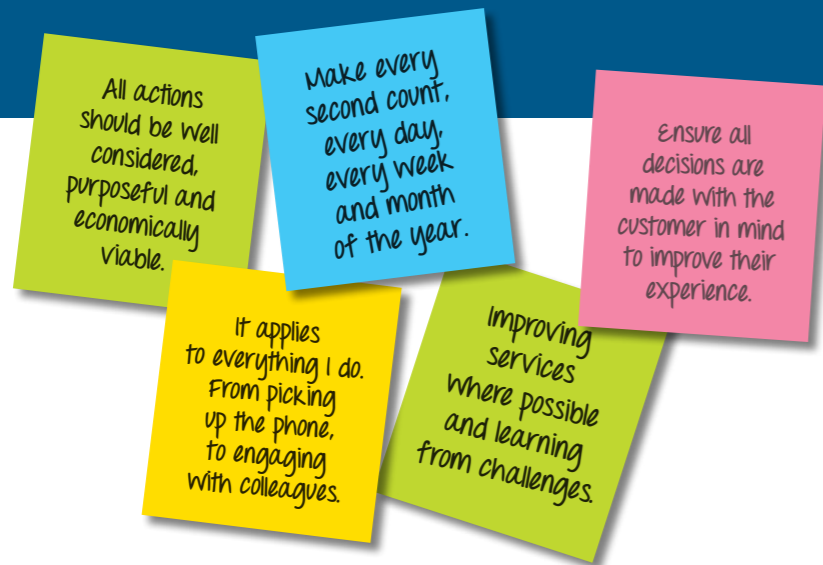 All actions
should be well
considered,
purposeful and
economically
viable.
Make every
second count,
every day,
every week
and month
of the year.
Ensure all
decisions are
made with the
customer in mind
to improve their
experience.
It applies
to everything I do.
From picking
up the phone,
to engaging
with colleagues.
Improving
services
where possible
and learning
from challenges.